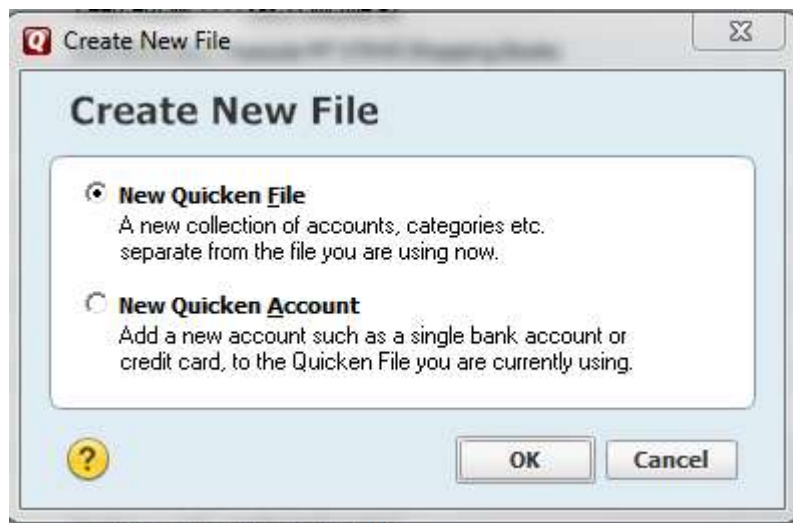 Create New File
Create New File
New Quicken File
A new collection of accounts, categories etc.
separate from the file you are using now.
New Quicken Account
Add a new account such as a single bank account or
credit card, to the Quicken File you are currently using.
? OK Cancel